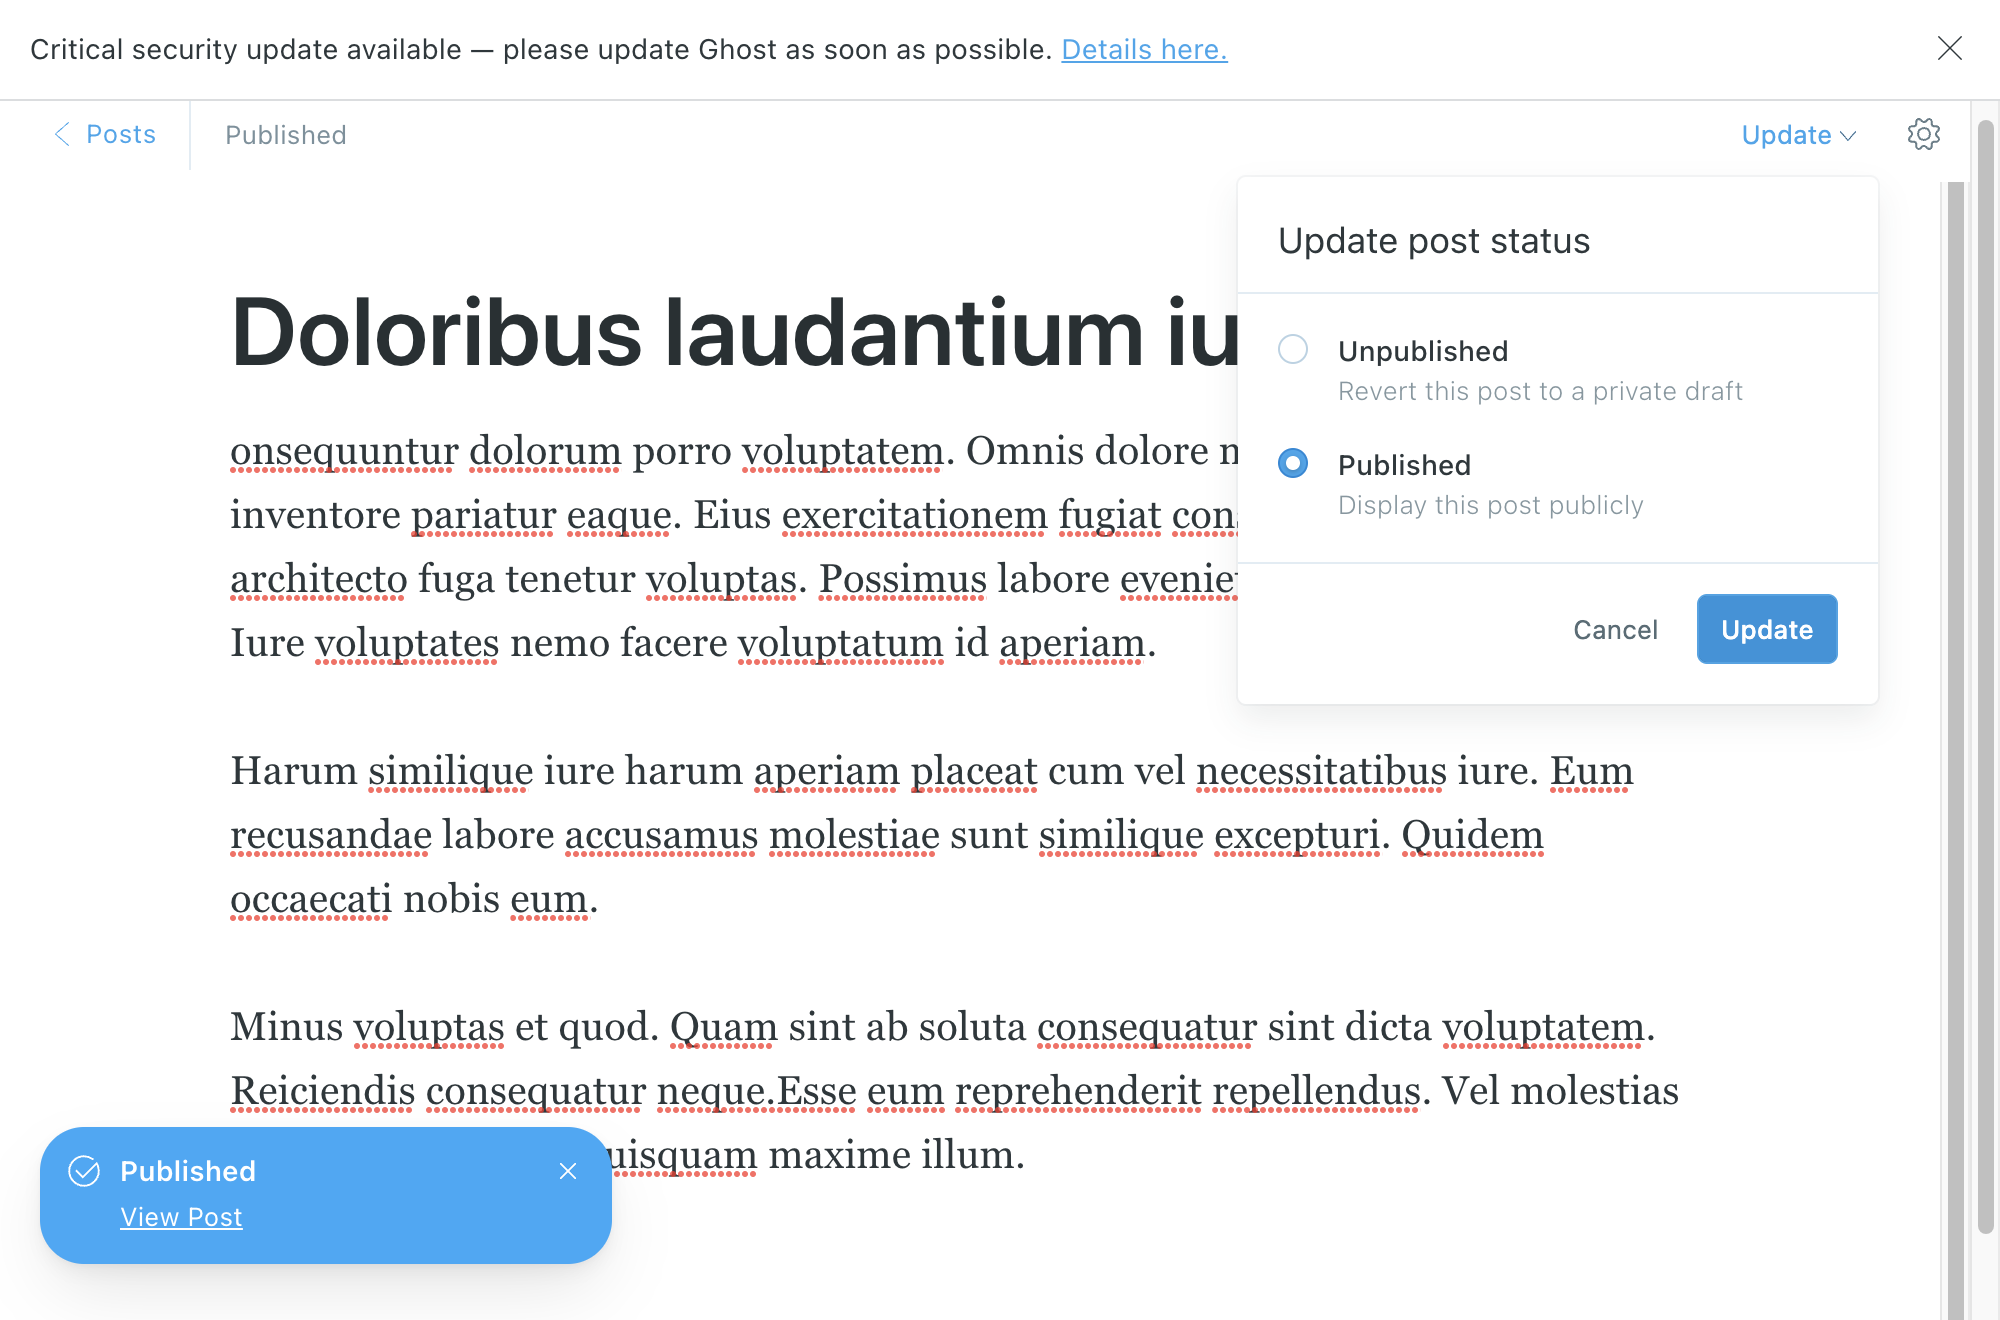 Critical security update available — please update Ghost as soon as possible. Details here.
Posts
Published
Update
Update post status
Unpublished
Revert this post to a private draft
Published
Display this post publicly
Cancel
Update
Doloribus laudantium
onsequuntur dolorum porro voluptatem. Omnis dolore
inventore pariatur eaque. Eius exercitationem fugiat
architecto fuga tenetur voluptas. Possimus labore
Iure voluptates nemo facere voluptatum id aperiam.
Harum similique iure harum aperiam placeat cum vel necessitatibus iure. Eum
recusandae labore accusamus molestiae sunt similique excepturi. Quidem
occaecati nobis eum.
Minus voluptas et quod. Quam sint ab soluta consequatur sint dicta voluptatem.
Reiciendis consequatur neque.Esse eum reprehenderit repellendus. Vel molestias
uisquam maxime illum.
Published
View Post